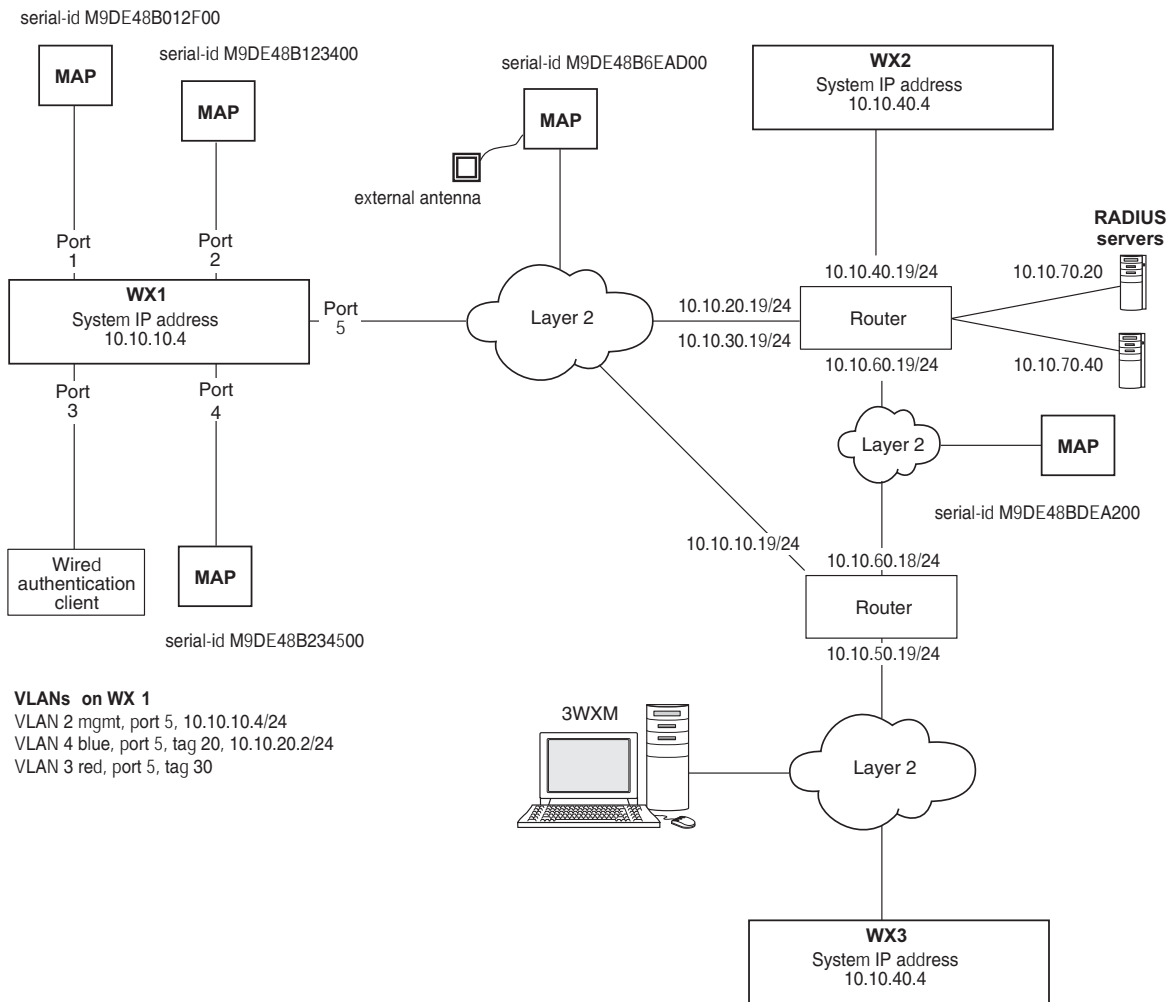 serial-id M9DE48B012F00
MAP
serial-id M9DE48B123400
MAP
serial-id M9DE48B6EAD00
MAP
external antenna
WX2
System IP address
10.10.40.4
RADIUS
servers
Port
1
Port
2
WX1
System IP address
10.10.10.4
Port
5
Layer 2
10.10.20.19/24
10.10.30.19/24
10.10.40.19/24
Router
10.10.60.19/24
10.10.70.20
10.10.70.40
Port
3
Port
4
Layer 2
MAP
serial-id M9DE48BDEA200
Wired
authentication
client
MAP
serial-id M9DE48B234500
10.10.10.19/24
10.10.60.18/24
Router
10.10.50.19/24
VLANs on WX 1
VLAN 2 mgmt, port 5, 10.10.10.4/24
VLAN 4 blue, port 5, tag 20, 10.10.20.2/24
VLAN 3 red, port 5, tag 30
3WXM
Layer 2
WX3
System IP address
10.10.40.4